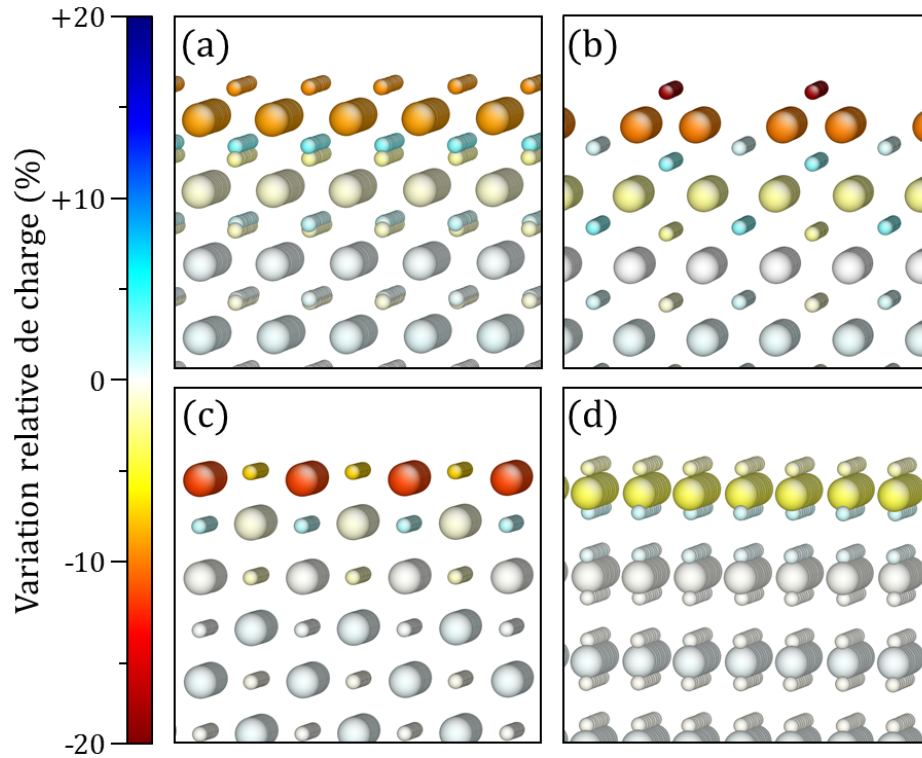 Variation relative de charge (%)
+20
+10
0
-10
-20
(a)
(b)
(c)
(d)